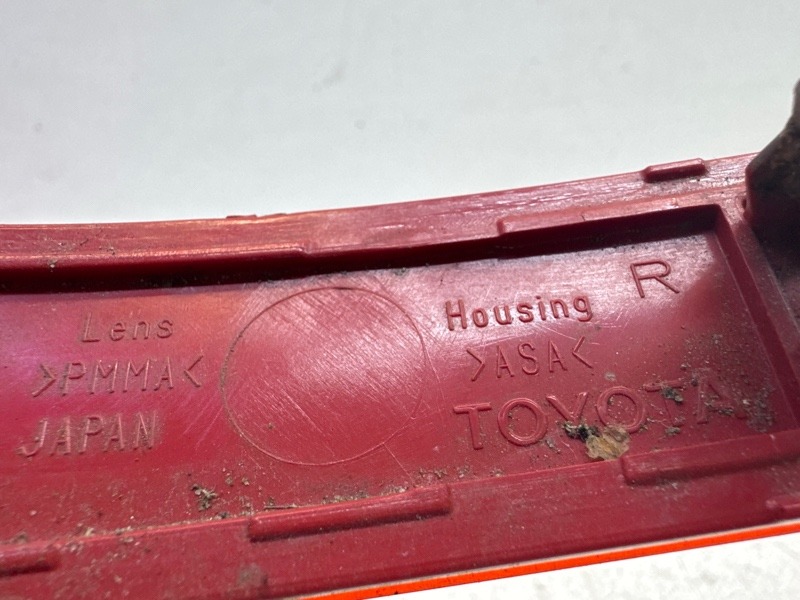 Lens
>PMMA<
JAPAN
Housing
>ASA<
R
TOYOTA